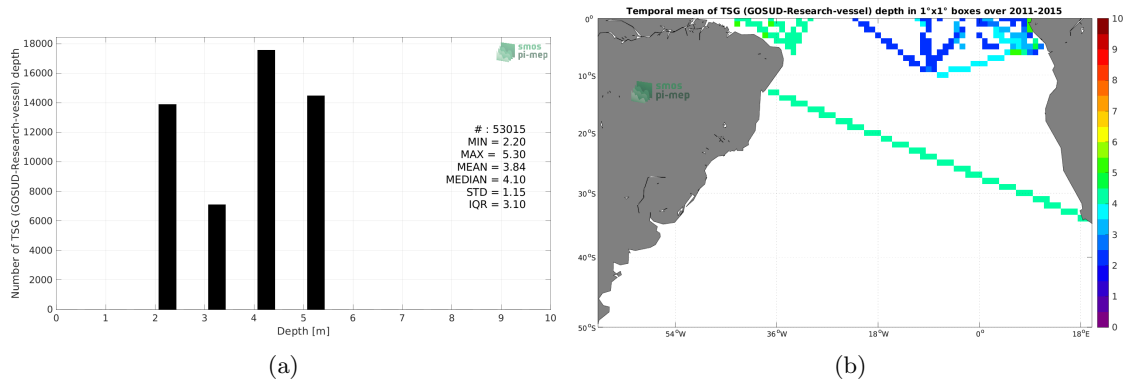 Number of TSG (GOSUD-Research-vessel) depth
18000
16000
14000
12000
10000
8000
6000
4000
2000
0
smos
pi-mep
# : 53015
MIN = 2.20
MAX = 5.30
MEAN = 3.84
MEDIAN = 4.10
STD = 1.15
IQR = 3.10
0 1 2 3 4 5 6 7 8 9 10
Depth [m]
(a)
Temporal mean of TSG (GOSUD-Research-vessel) depth in 1°x1° boxes over 2011-2015
0°
10°S
20°S
30°S
40°S
50°S
smos
pi-mep
54°W 36°W 18°W 0° 18°E
10
9
8
7
6
5
4
3
2
1
0
(b)